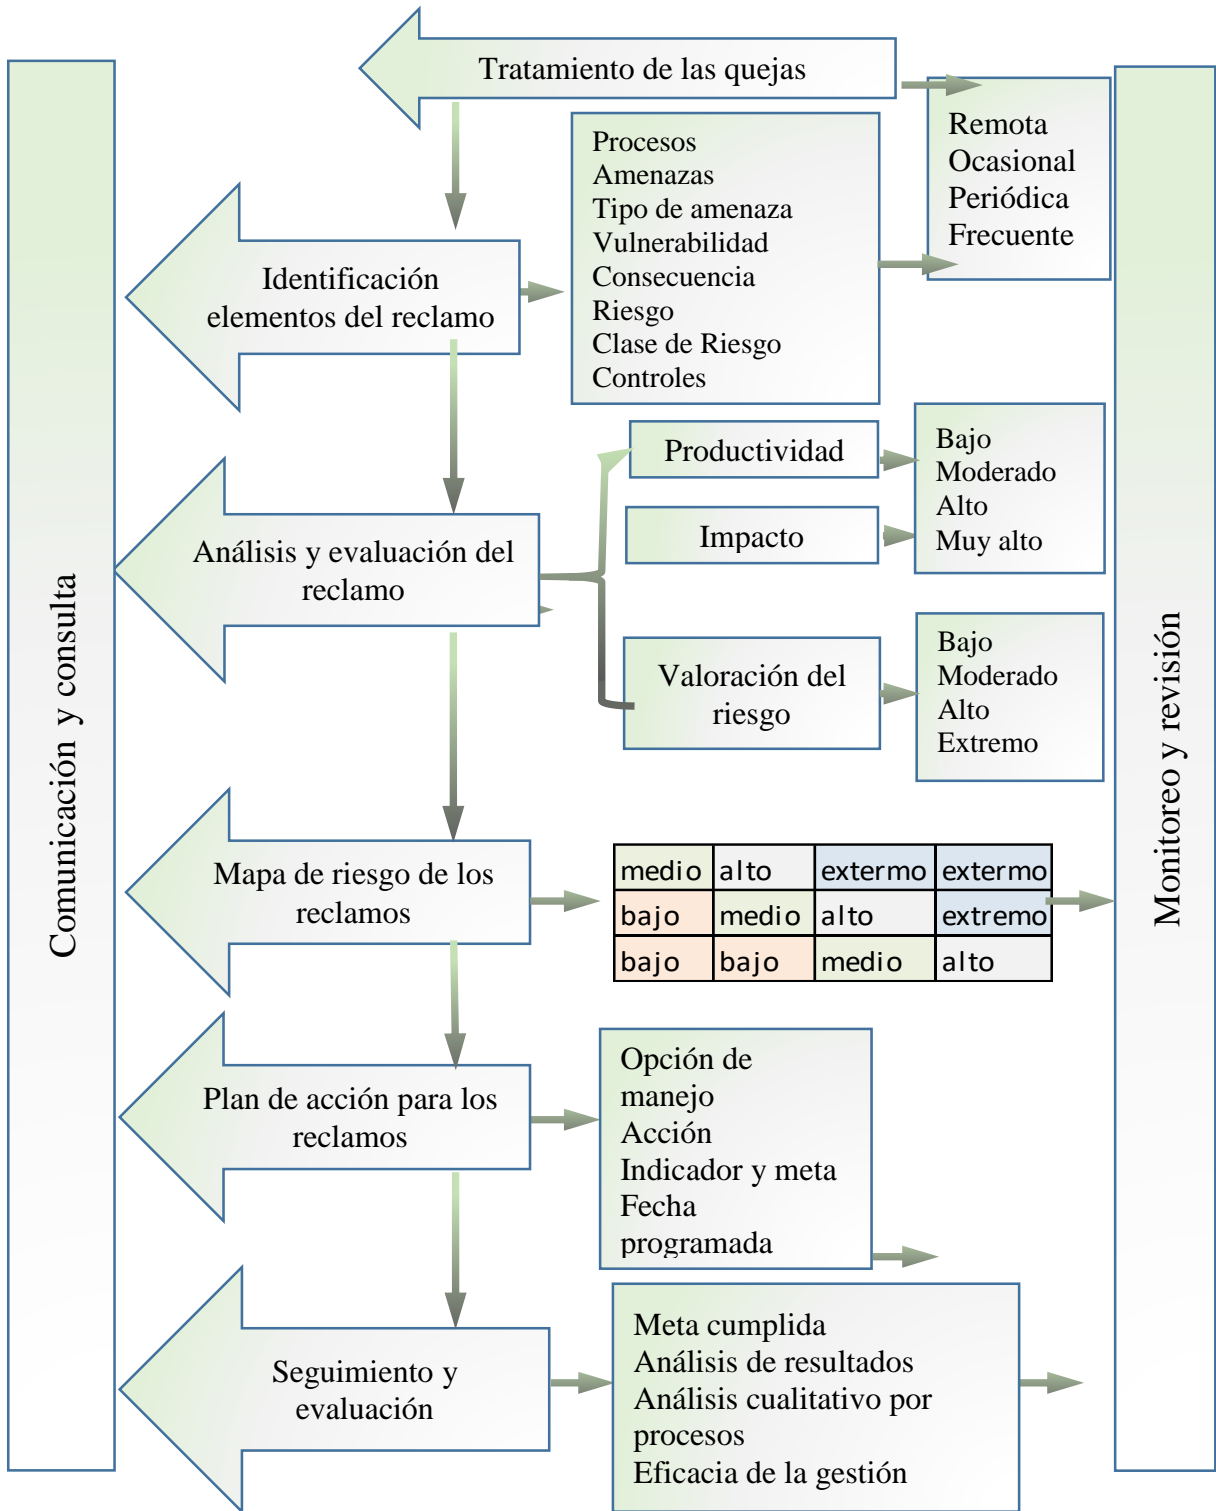 Tratamiento de las quejas
Remota
Ocasional
Periódica
Frecuente
Procesos
Amenazas
Tipo de amenaza
Vulnerabilidad
Consecuencia
Riesgo
Clase de Riesgo
Controles
Identificación
elementos del reclamo
Productividad
Impacto
Bajo
Moderado
Alto
Muy alto
Análisis y evaluación del
reclamo
Valoración del
riesgo
Bajo
Moderado
Alto
Extremo
Comunicación y consulta
Monitoreo y revisión
Mapa de riesgo de los
reclamos
medio alto extermo extermo
bajo medio alto extremo
bajo bajo medio alto
Plan de acción para los
reclamos
Opción de
manejo
Acción
Indicador y meta
Fecha
programada
Seguimiento y
evaluación
Meta cumplida
Análisis de resultados
Análisis cualitativo por
procesos
Eficacia de la gestión